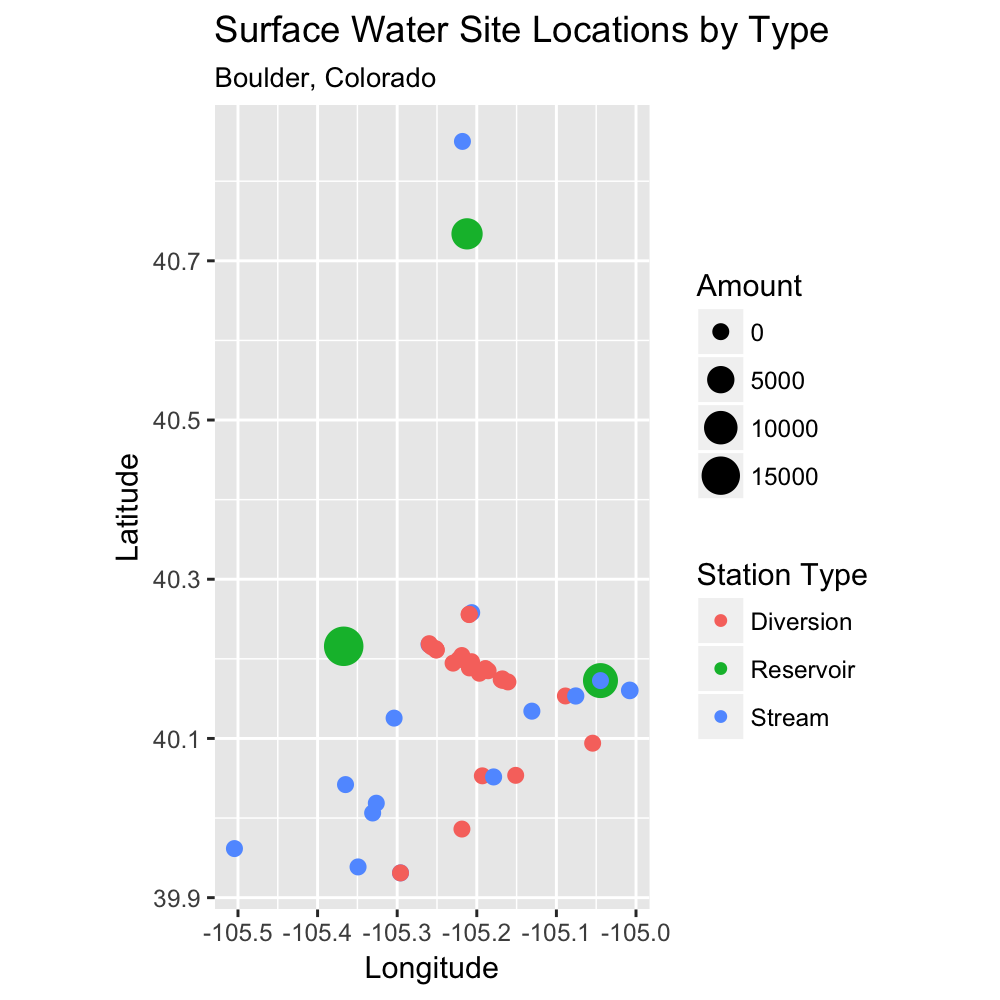 Surface Water Site Locations by Type
Boulder, Colorado
40.7
40.5
40.3
40.1
39.9
Latitude
-105.5 -105.4 -105.3 -105.2 -105.1 -105.0
Longitude
Amount
0
5000
10000
15000
Station Type
Diversion
Reservoir
Stream